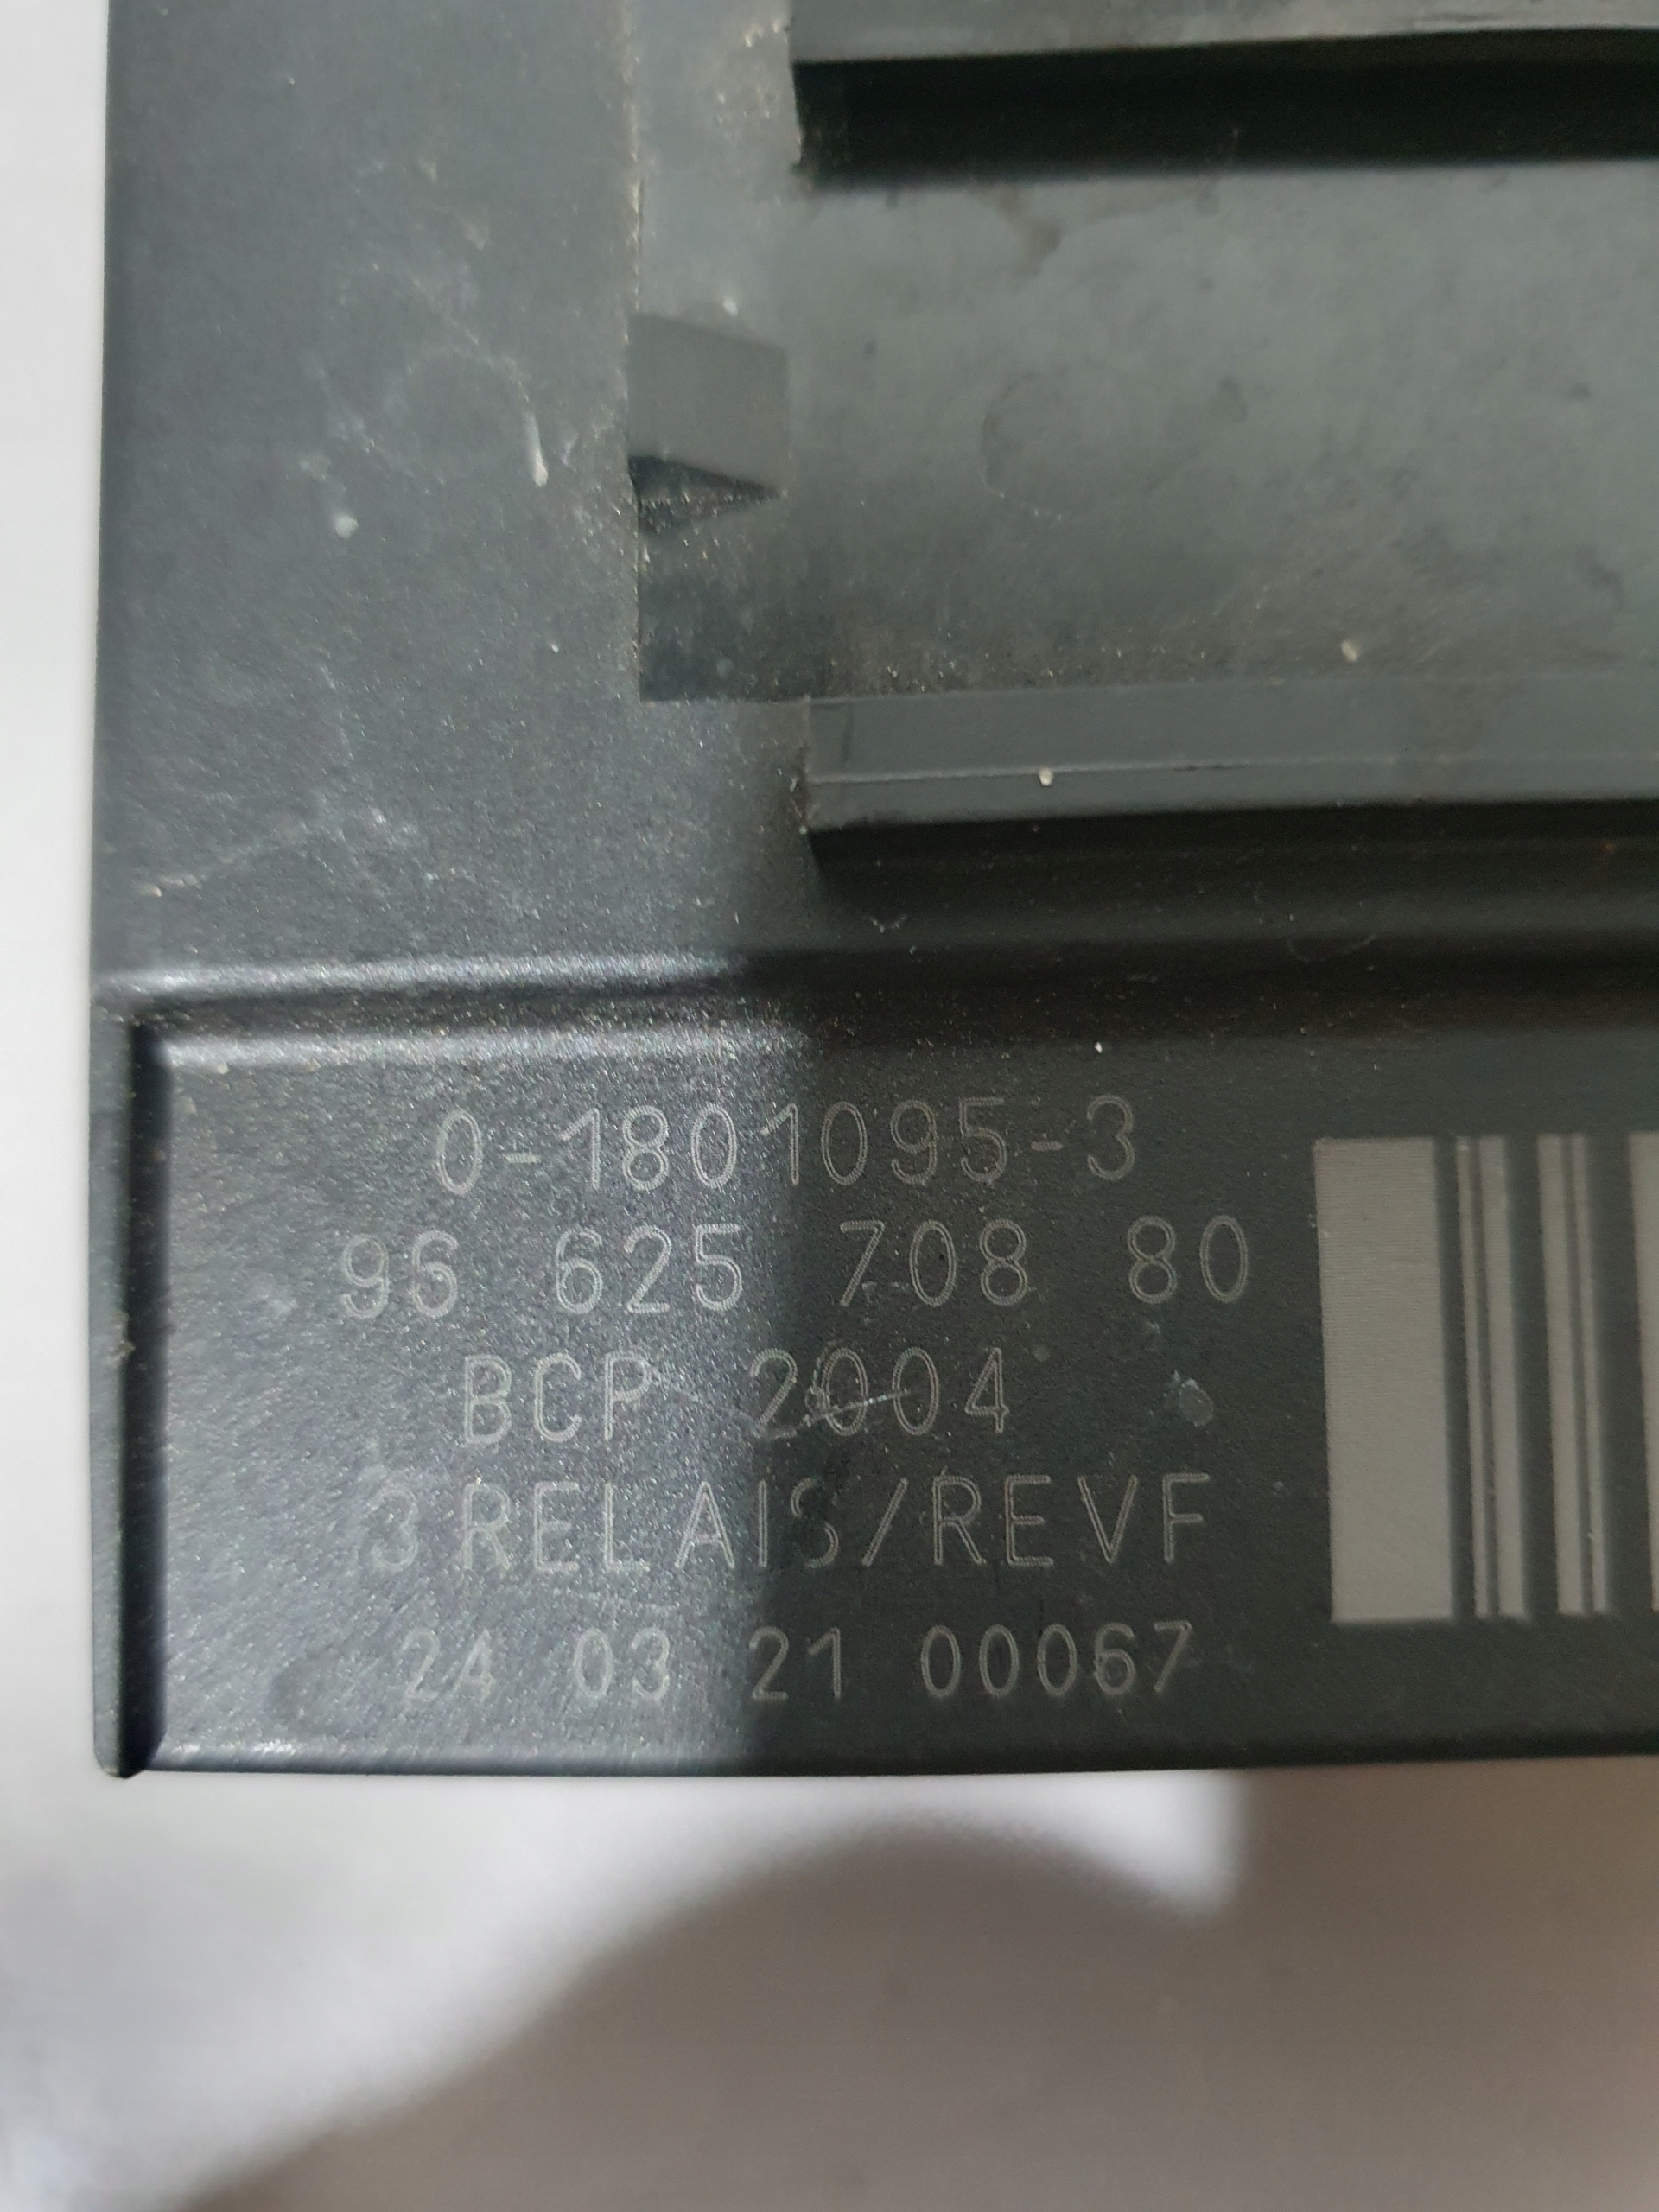 0-1801095-3
96 625 708 80
BCP 2004
3 RELAIS/REVF
24 03 21 00067